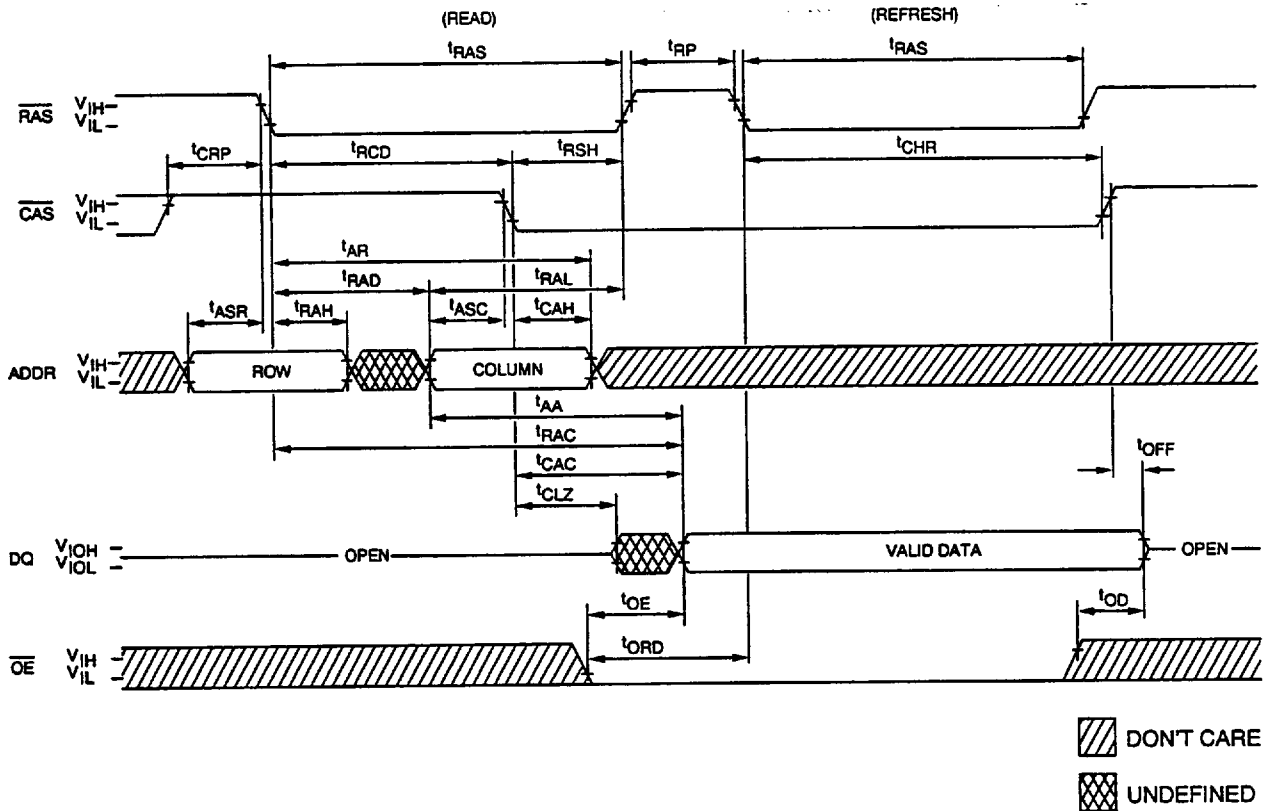 (READ) (REFRESH)
tRAS tRP tRAS
RAS VIH
VIL
tCRP tRCD tRSH tCHR
CAS VIH
VIL
tAR
tRAD tRAL
tASR tRAH tASC tCAH
ADDR VIH
VIL
ROW COLUMN
tAA
tRAC
tCAC tOFF
tCLZ
DQ VIOH
VIOL
OPEN VALID DATA OPEN
tOE tOD
tORD
OE VIH
VIL
DON'T CARE
UNDEFINED